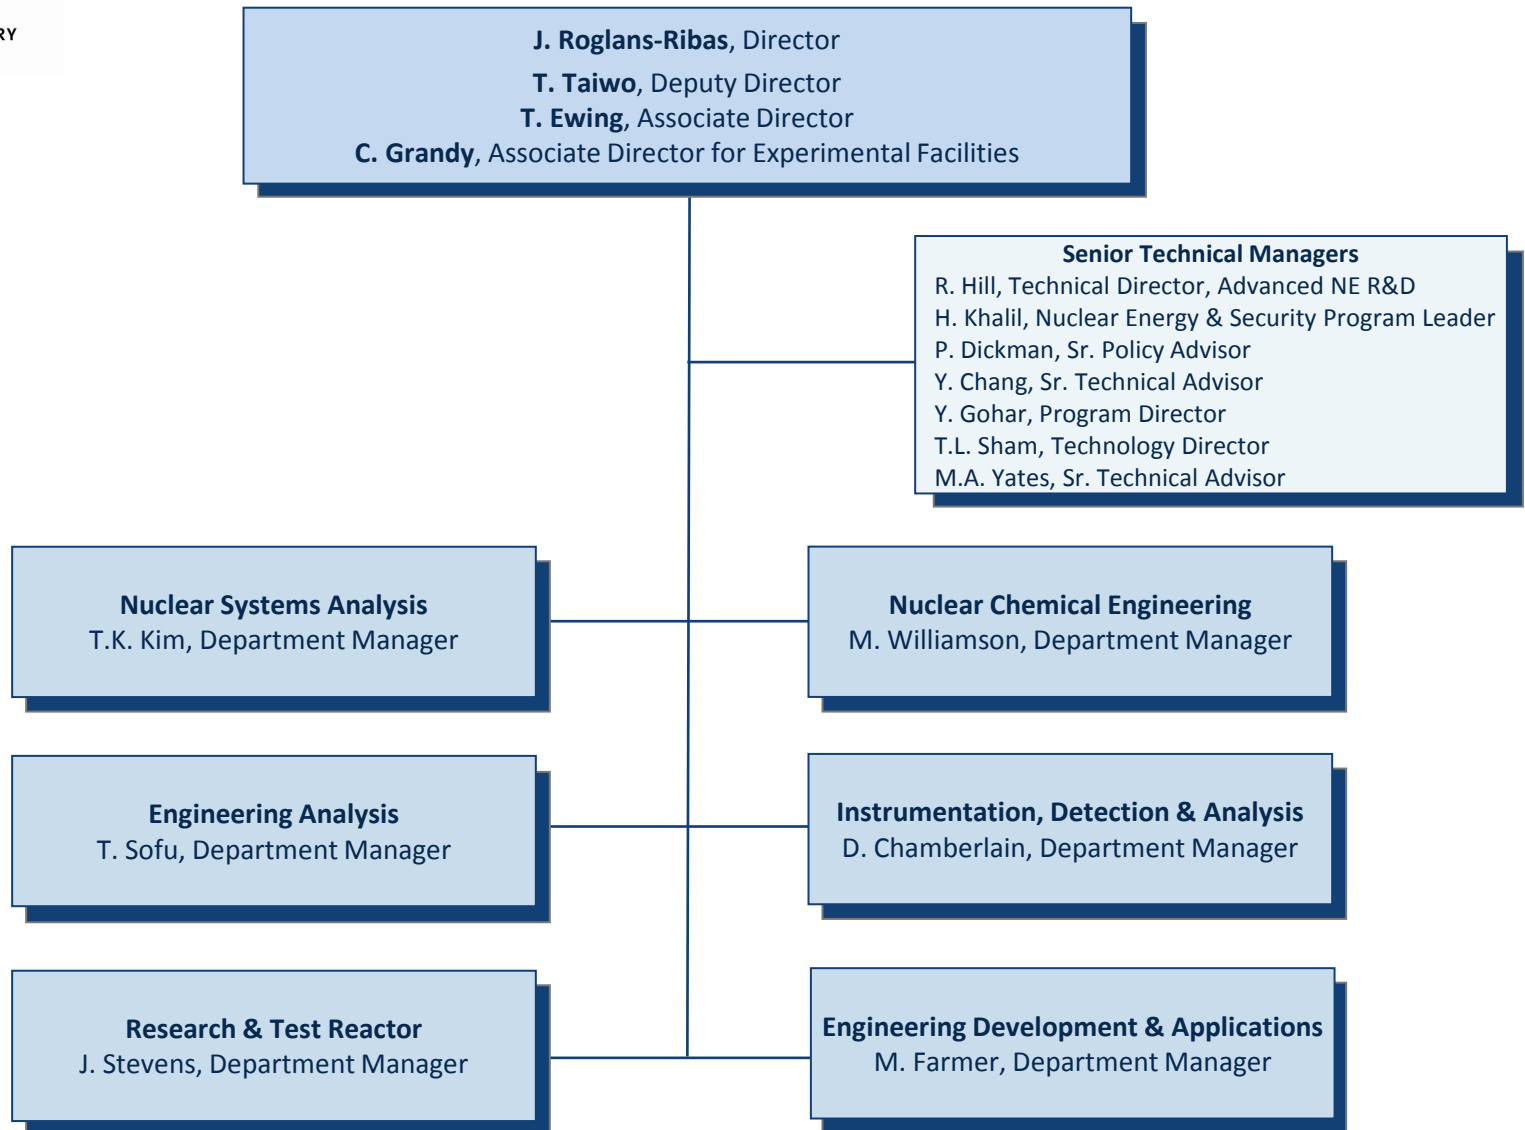 RY
J. Roglans-Ribas, Director
T. Taiwo, Deputy Director
T. Ewing, Associate Director
C. Grandy, Associate Director for Experimental Facilities
Senior Technical Managers
R. Hill, Technical Director, Advanced NE R&D
H. Khalil, Nuclear Energy & Security Program Leader
P. Dickman, Sr. Policy Advisor
Y. Chang, Sr. Technical Advisor
Y. Gohar, Program Director
T.L. Sham, Technology Director
M.A. Yates, Sr. Technical Advisor
Nuclear Systems Analysis
T.K. Kim, Department Manager
Nuclear Chemical Engineering
M. Williamson, Department Manager
Engineering Analysis
T. Sofu, Department Manager
Instrumentation, Detection & Analysis
D. Chamberlain, Department Manager
Research & Test Reactor
J. Stevens, Department Manager
Engineering Development & Applications
M. Farmer, Department Manager